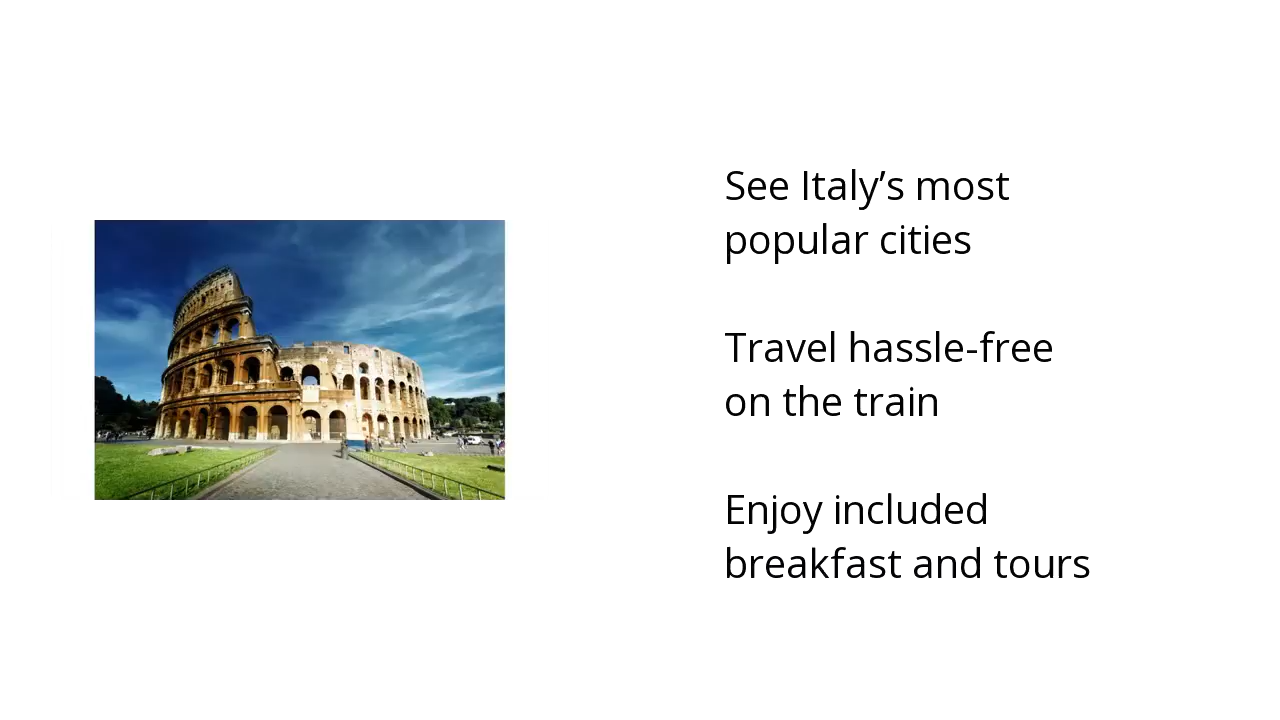 See Italy’s most
popular cities
Travel hassle-free
on the train
Enjoy included
breakfast and tours